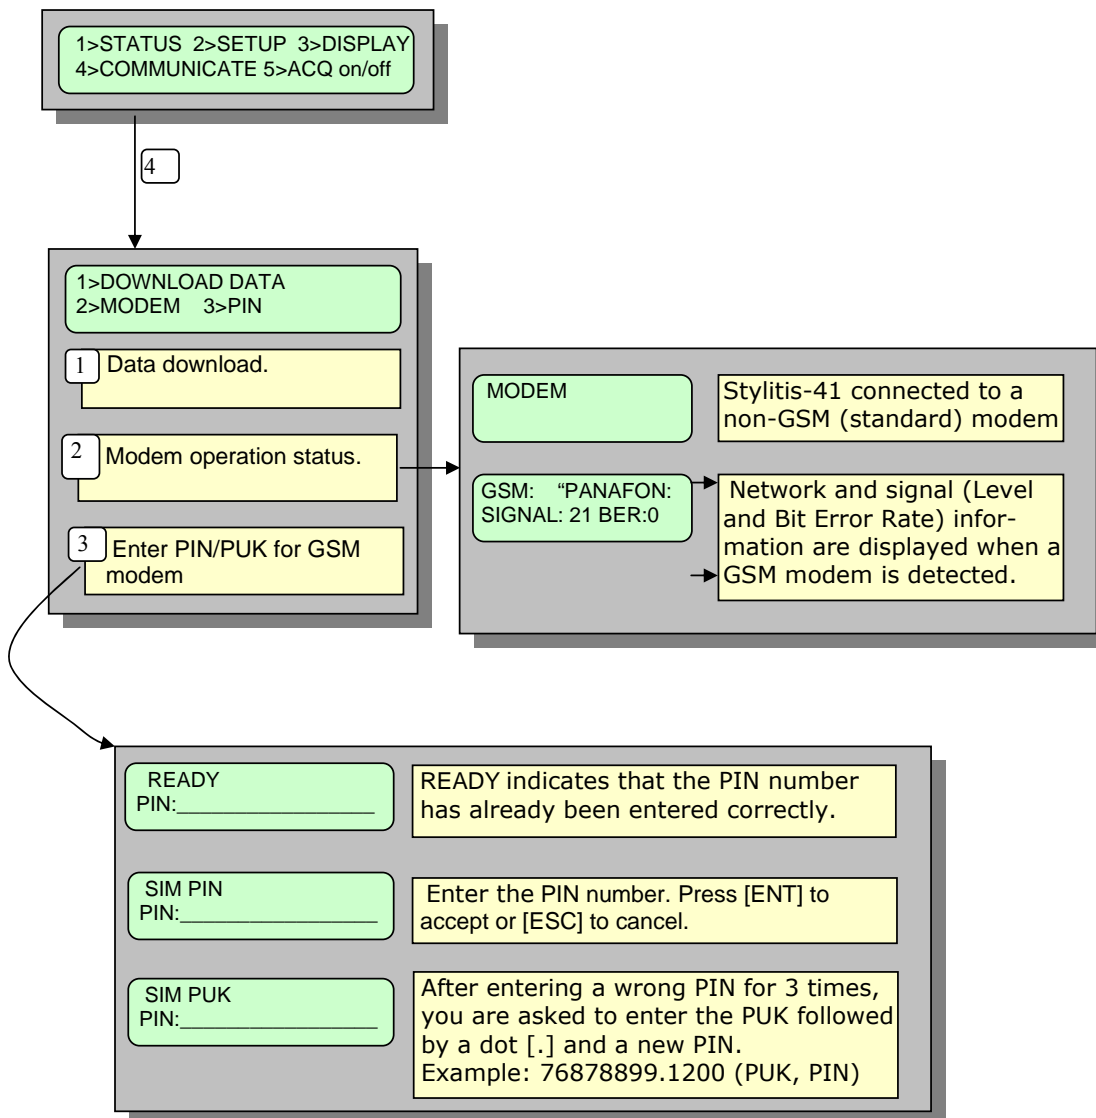 1>STATUS 2>SETUP 3>DISPLAY
4>COMMUNICATE 5>ACQ on/off
4
1>DOWNLOAD DATA
2>MODEM 3>PIN
1 Data download.
2 Modem operation status.
3 Enter PIN/PUK for GSM
modem
MODEM
Stylitis-41 connected to a
non-GSM (standard) modem
GSM: “PANAFON:
SIGNAL: 21 BER:0
Network and signal (Level
and Bit Error Rate) infor-
mation are displayed when a
GSM modem is detected.
READY
PIN:_________________
READY indicates that the PIN number
has already been entered correctly.
SIM PIN
PIN:_________________
Enter the PIN number. Press [ENT] to
accept or [ESC] to cancel.
SIM PUK
PIN:_________________
After entering a wrong PIN for 3 times,
you are asked to enter the PUK followed
by a dot [.] and a new PIN.
Example: 76878899.1200 (PUK, PIN)